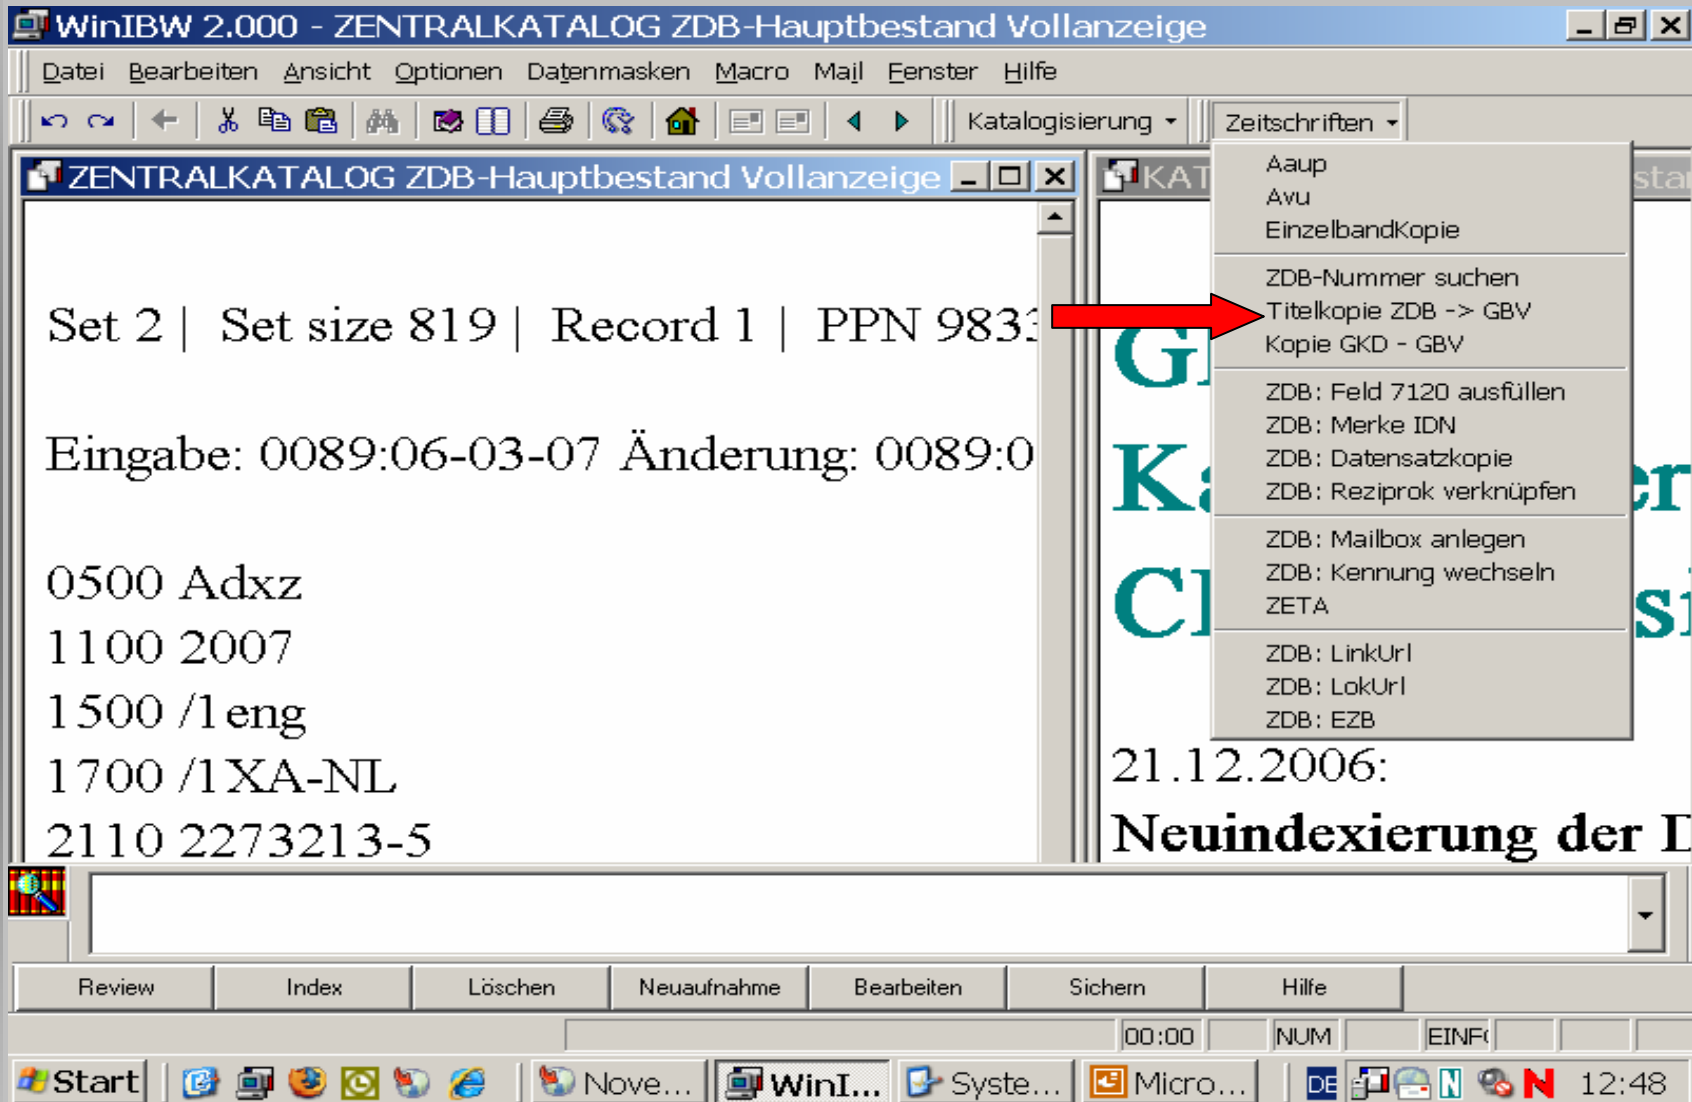 WinIBW 2.000 - ZENTRALKATALOG ZDB-Hauptbestand Vollanzeige
Datei Bearbeiten Ansicht Optionen Datenmasken Macro Mail Fenster Hilfe
Katalogisierung Zeitschriften
ZENTRALKATALOG ZDB-Hauptbestand Vollanzeige
Set 2 | Set size 819 | Record 1 | PPN 983
Eingabe: 0089:06-03-07 Änderung: 0089:0
0500 Adxz
1100 2007
1500 /1eng
1700 /1XA-NL
2110 2273213-5
KAT
Aaup
Avu
EinzelbandKopie
ZDB-Nummer suchen
Titelkopie ZDB -> GBV
Kopie GKD - GBV
ZDB: Feld 7120 ausfüllen
ZDB: Merke IDN
ZDB: Datensatzkopie
ZDB: Reziprok verknüpfen
ZDB: Mailbox anlegen
ZDB: Kennung wechseln
ZETA
ZDB: LinkUrl
ZDB: LokUrl
ZDB: EZB
21.12.2006:
Neuindexierung der D
Review Index Löschen Neuaufnahme Bearbeiten Sichern Hilfe
00:00 NUM EINF
Start Nove... WinI... Syste... Micro... DE N N 12:48